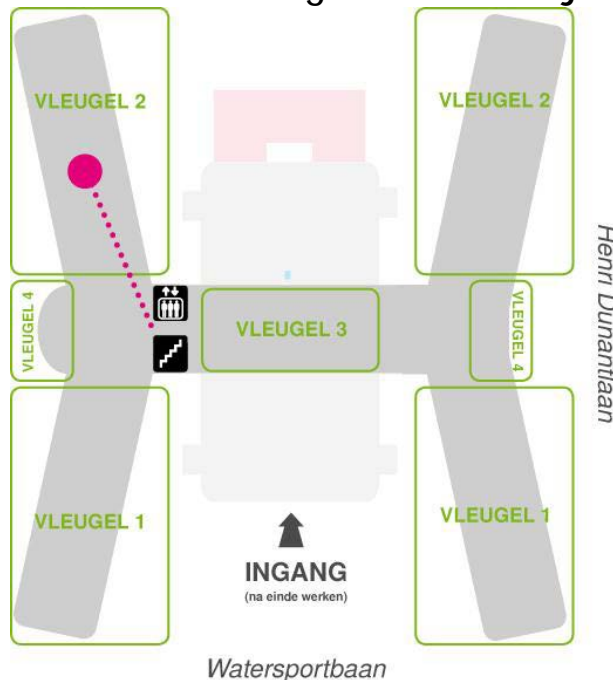 VLEUGEL 2
VLEUGEL 2
Henri Dunantlaan
VLEUGEL 4
VLEUGEL 3
VLEUGEL 4
VLEUGEL 1
VLEUGEL 1
INGANG
(na einde werken)
Watersportbaan